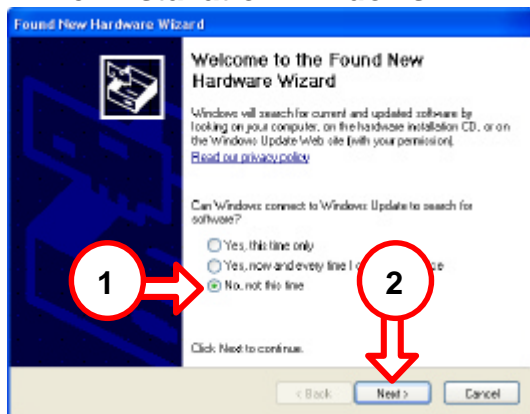 Found New Hardware Wizard
Welcome to the Found New
Hardware Wizard
Windows will search for current and updated software by
looking on your computer, on the hardware installation CD, or on
the Windows Update Web site (with your permission).
Read our privacy policy
Can Windows connect to Windows Update to search for
software?
Yes, this time only
Yes, now and every time I
No, not this time
1
2
Click Next to continue.
< Back
Next >
Cancel